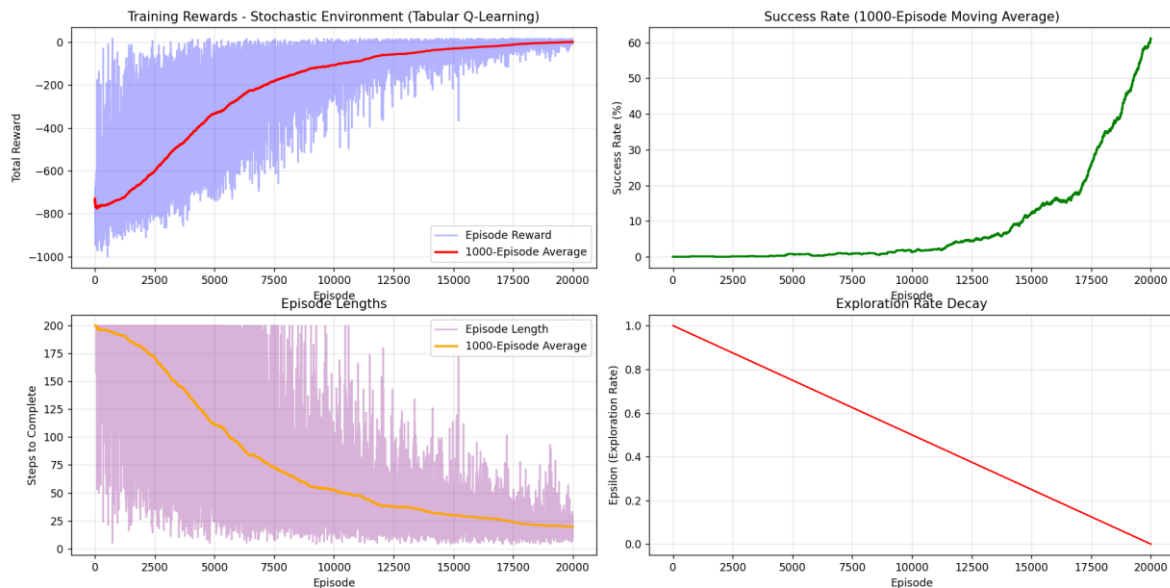 Training Rewards - Stochastic Environment (Tabular Q-Learning)
Total Reward
0
−200
−400
−600
−800
−1000
Episode Reward
1000-Episode Average
0 2500 5000 7500 10000 12500 15000 17500 20000
Episode
Success Rate (1000-Episode Moving Average)
Success Rate (%)
60
50
40
30
20
10
0
0 2500 5000 7500 10000 12500 15000 17500 20000
Episode
Episode Lengths
Steps to Complete
200
175
150
125
100
75
50
25
0
Episode Length
1000-Episode Average
0 2500 5000 7500 10000 12500 15000 17500 20000
Episode
Exploration Rate Decay
Epsilon (Exploration Rate)
1.0
0.8
0.6
0.4
0.2
0.0
0 2500 5000 7500 10000 12500 15000 17500 20000
Episode